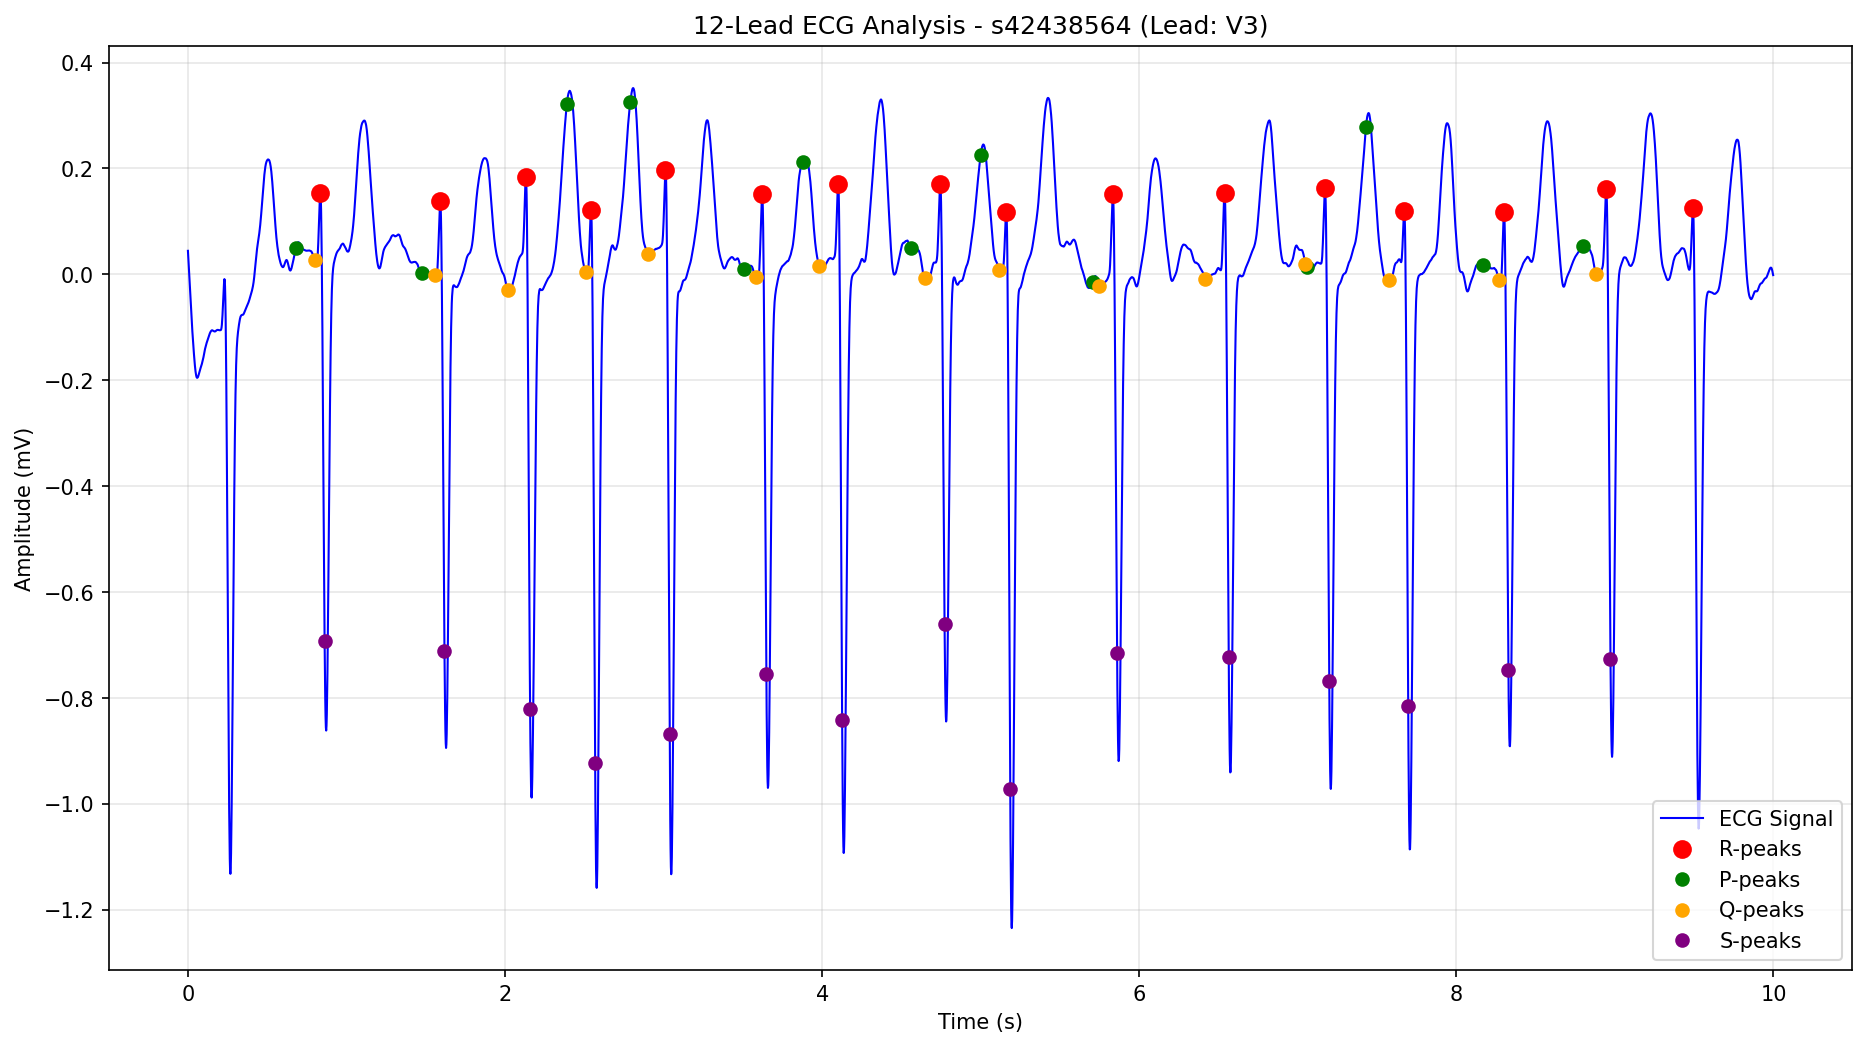 12-Lead ECG Analysis - s42438564 (Lead: V3)
Amplitude (mV)
0.4
0.2
0.0
−0.2
−0.4
−0.6
−0.8
−1.0
−1.2
0
2
4
6
8
10
Time (s)
ECG Signal
R-peaks
P-peaks
Q-peaks
S-peaks